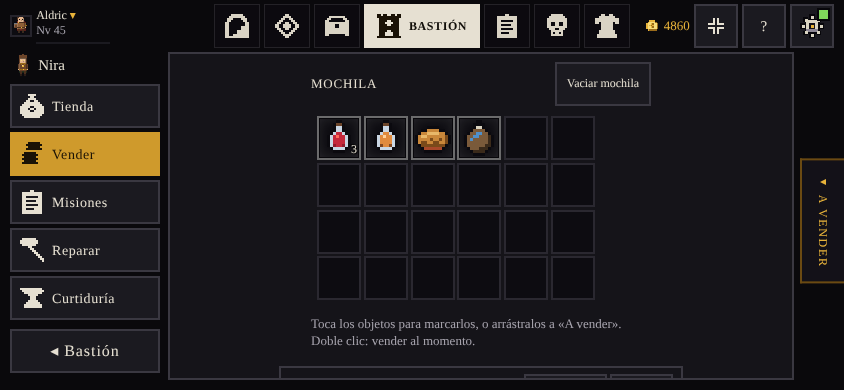 Aldric ▾
Nv 45
BASTIÓN
4860
?
Nira
Tienda
Vender
Misiones
Reparar
Curtiduría
◂ Bastión
MOCHILA
Vaciar mochila
3
Toca los objetos para marcarlos, o arrástralos a «A vender».
Doble clic: vender al momento.
◂ A VENDER